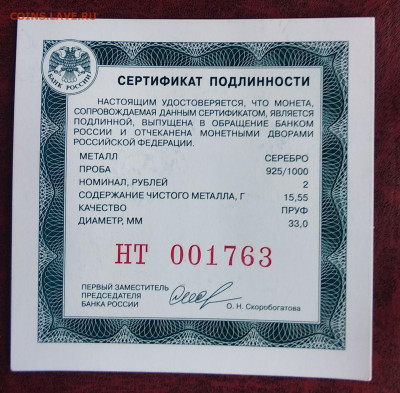 COINS.LAVE.RU
БАНК РОССИИ
СЕРТИФИКАТ ПОДЛИННОСТИ
НАСТОЯЩИМ УДОСТОВЕРЯЕТСЯ, ЧТО МОНЕТА,
СОПРОВОЖДАЕМАЯ ДАННЫМ СЕРТИФИКАТОМ, ЯВЛЯЕТСЯ
ПОДЛИННОЙ, ВЫПУЩЕНА В ОБРАЩЕНИЕ БАНКОМ
РОССИИ И ОТЧЕКАНЕНА МОНЕТНЫМИ ДВОРАМИ
РОССИЙСКОЙ ФЕДЕРАЦИИ.
МЕТАЛЛ СЕРЕБРО
ПРОБА 925/1000
НОМИНАЛ, РУБЛЕЙ 2
СОДЕРЖАНИЕ ЧИСТОГО МЕТАЛЛА, Г 15,55
КАЧЕСТВО ПРУФ
ДИАМЕТР, ММ 33,0
НТ 001763
ПЕРВЫЙ ЗАМЕСТИТЕЛЬ
ПРЕДСЕДАТЕЛЯ
БАНКА РОССИИ
О. Н. Скоробогатова